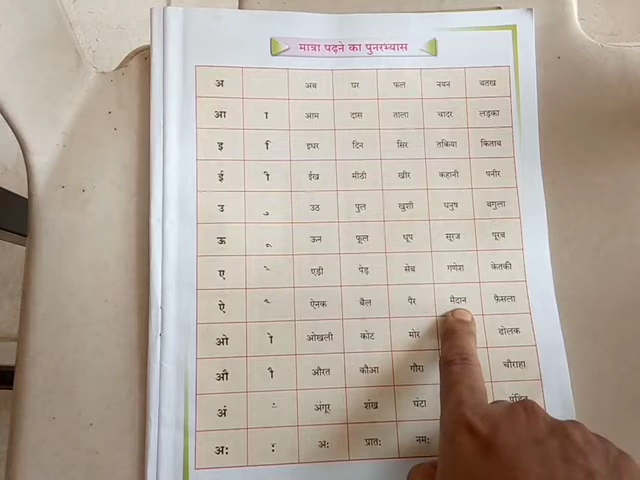 मात्रा पढ़ने का पुनरभ्यास
अ अब घर फल नयन बतख
आ ा आम दास ताला चादर लड़का
इ ि इधर दिन सिर तकिया किताब
ई ी ईख मीठी खीर कहानी पनीर
उ ु उठ पुल खुशी धनुष बगुला
ऊ ू ऊन फूल धूप सूरज पूरब
ए े एड़ी पेड़ सेब गणेश केतकी
ऐ ै ऐनक बैल पैर मैदान फैसला
ओ ो ओखली कोट मोर ढोलक
औ ौ औरत कौआ गौरा चौराहा
अं ं अंगूर शंख घंटा
अः ः अः प्रातः नमः